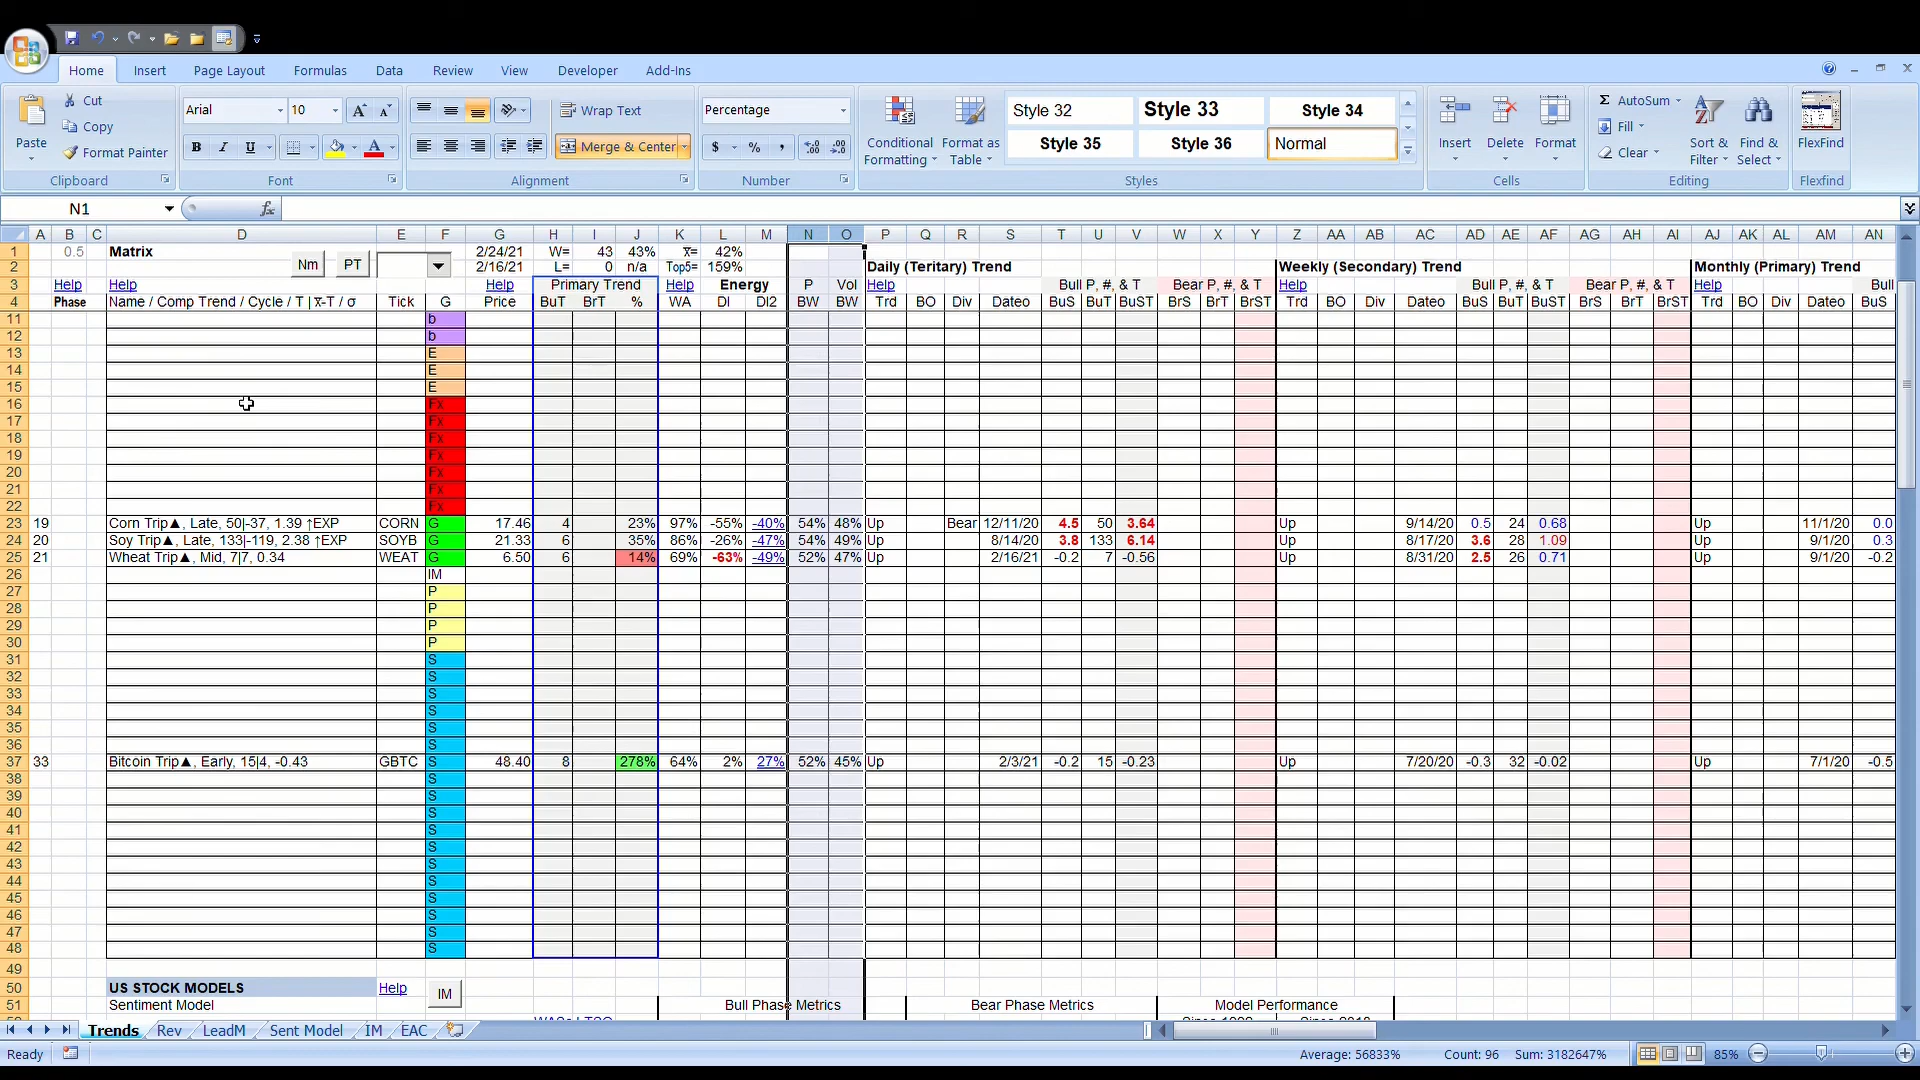 Home Insert Page Layout Formulas Data Review View Developer Add-Ins
Paste Cut Copy Format Painter Clipboard
Arial 10 B I U A Font
Wrap Text Merge & Center Alignment
Percentage $ % , Number
Conditional Formatting Format as Table
Style 32 Style 33 Style 34
Style 35 Style 36 Normal
Styles
Insert Delete Format Cells
Σ AutoSum Fill Clear Sort & Filter Find & Select Editing
FlexFind Flexfind
N1 fx
A B C D E F G H I J K L M N O P Q R S T U V W X Y Z AA AB AC AD AE AF AG AH AI AJ AK AL AM AN
1 0.5 Matrix 2/24/21 W= 43 43% x̅= 42%
2 Nm PT 2/16/21 L= 0 n/a Top5= 159% Daily (Teritary) Trend Weekly (Secondary) Trend Monthly (Primary) Trend
3 Help Help Help Primary Trend Help Energy P Vol Help Bull P, #, & T Bear P, #, & T Help Bull P, #, & T Bear P, #, & T Help Bull
4 Phase Name / Comp Trend / Cycle / T | x̅-T / σ Tick G Price BuT BrT % WA DI DI2 BW BW Trd BO Div Dateo BuS BuT BuST BrS BrT BrST Trd BO Div Dateo BuS BuT BuST BrS BrT BrST Trd BO Div Dateo BuS
11 b
12 b
13 E
14 E
15 E
16 Fx
17 Fx
18 Fx
19 Fx
20 Fx
21 Fx
22 Fx
23 19 Corn Trip▲, Late, 50|-37, 1.39 ↑EXP CORN G 17.46 4 23% 97% -55% -40% 54% 48% Up Bear 12/11/20 4.5 50 3.64 Up 9/14/20 0.5 24 0.68 Up 11/1/20 0.0
24 20 Soy Trip▲, Late, 133|-119, 2.38 ↑EXP SOYB G 21.33 6 35% 86% -26% -47% 54% 49% Up 8/14/20 3.8 133 6.14 Up 8/17/20 3.6 28 1.09 Up 9/1/20 0.3
25 21 Wheat Trip▲, Mid, 7|7, 0.34 WEAT G 6.50 6 14% 69% -63% -49% 52% 47% Up 2/16/21 -0.2 7 -0.56 Up 8/31/20 2.5 26 0.71 Up 9/1/20 -0.2
26 IM
27 P
28 P
29 P
30 P
31 S
32 S
33 S
34 S
35 S
36 S
37 33 Bitcoin Trip▲, Early, 15|4, -0.43 GBTC S 48.40 8 278% 64% 2% 27% 52% 45% Up 2/3/21 -0.2 15 -0.23 Up 7/20/20 -0.3 32 -0.02 Up 7/1/20 -0.5
38 S
39 S
40 S
41 S
42 S
43 S
44 S
45 S
46 S
47 S
48 S
49
50 US STOCK MODELS Help IM
51 Sentiment Model Bull Phase Metrics Bear Phase Metrics Model Performance
Trends Rev LeadM Sent Model IM EAC
Ready Average: 56833% Count: 96 Sum: 3182647% 85%